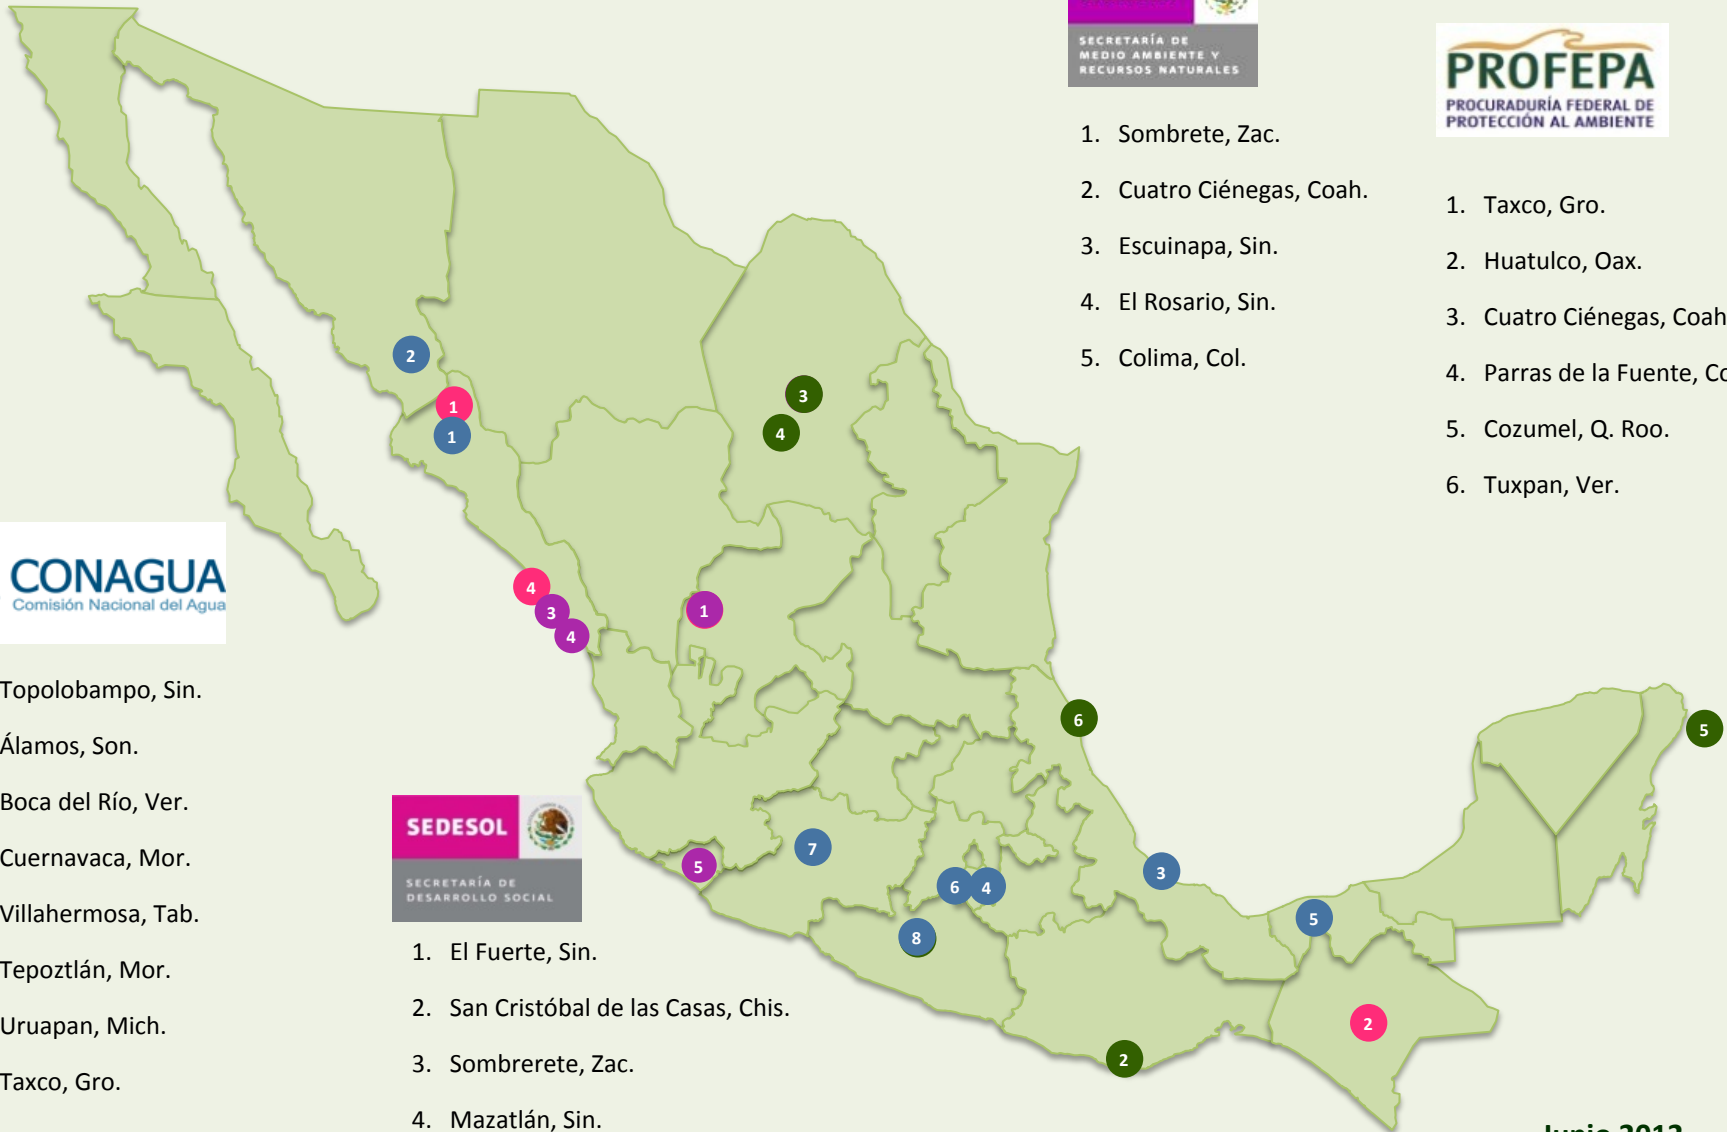 SECRETARÍA DE
MEDIO AMBIENTE Y
RECURSOS NATURALES
1. Sombrete, Zac.
2. Cuatro Ciénegas, Coah.
3. Escuinapa, Sin.
4. El Rosario, Sin.
5. Colima, Col.
PROFEPA
PROCURADURÍA FEDERAL DE
PROTECCIÓN AL AMBIENTE
1. Taxco, Gro.
2. Huatulco, Oax.
3. Cuatro Ciénegas, Coah
4. Parras de la Fuente, Co
5. Cozumel, Q. Roo.
6. Tuxpan, Ver.
2
1
1
3
4
4
3
4
1
6
5
7
5
6
4
3
8
5
2
2
CONAGUA
Comisión Nacional del Agua
Topolobampo, Sin.
Álamos, Son.
Boca del Río, Ver.
Cuernavaca, Mor.
Villahermosa, Tab.
Tepoztlán, Mor.
Uruapan, Mich.
Taxco, Gro.
SEDESOL
SECRETARÍA DE
DESARROLLO SOCIAL
1. El Fuerte, Sin.
2. San Cristóbal de las Casas, Chis.
3. Sombrerete, Zac.
4. Mazatlán, Sin.
Junio 2012